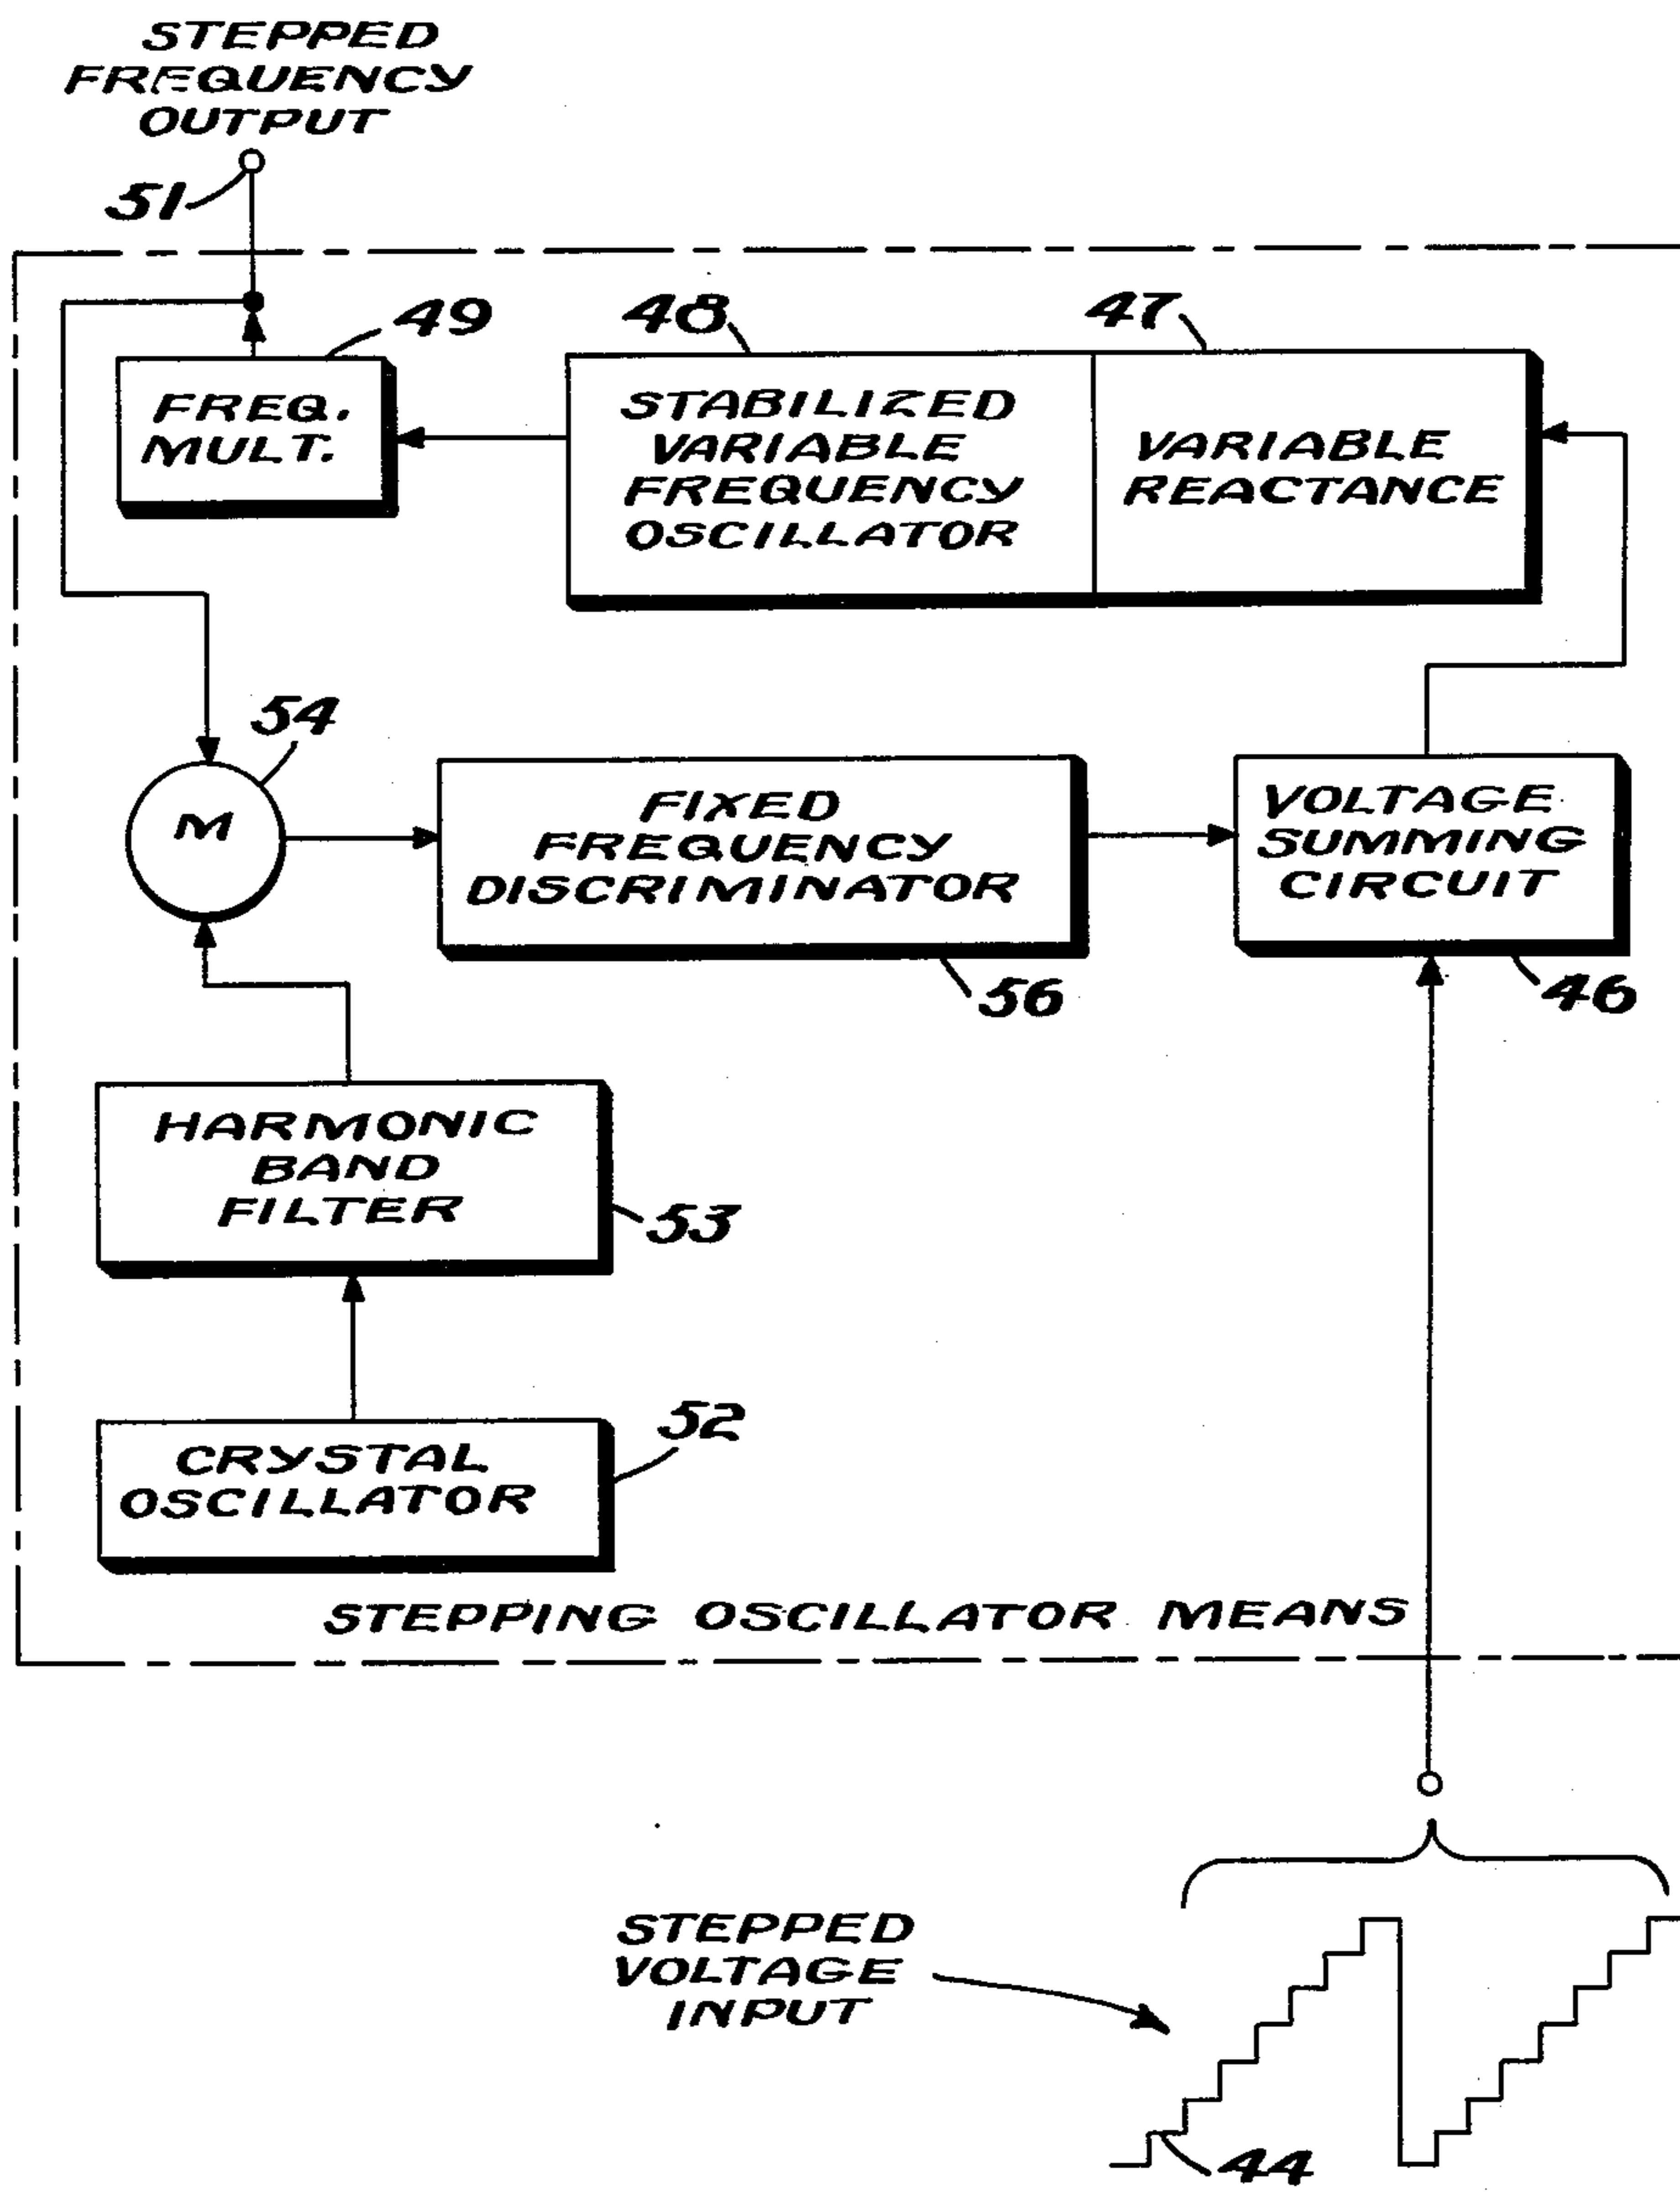 STEPPED
FREQUENCY
OUTPUT
51
49
48
47
FREQ.
MULT.
STABILIZED
VARIABLE
FREQUENCY
OSCILLATOR
VARIABLE
REACTANCE
54
M
FIXED
FREQUENCY
DISCRIMINATOR
VOLTAGE
SUMMING
CIRCUIT
56
46
HARMONIC
BAND
FILTER
53
52
CRYSTAL
OSCILLATOR
STEPPING OSCILLATOR MEANS
STEPPED
VOLTAGE
INPUT
44